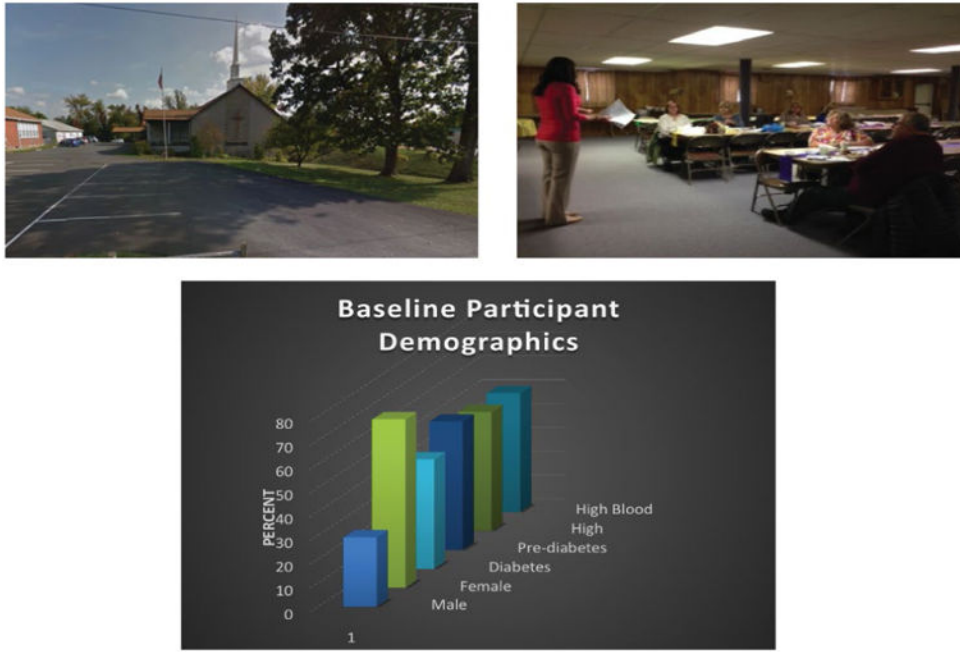 Baseline Participant
Demographics
80
70
60
50
40
30
20
10
0
PERCENT
High Blood
High
Pre-diabetes
Diabetes
Female
Male
1